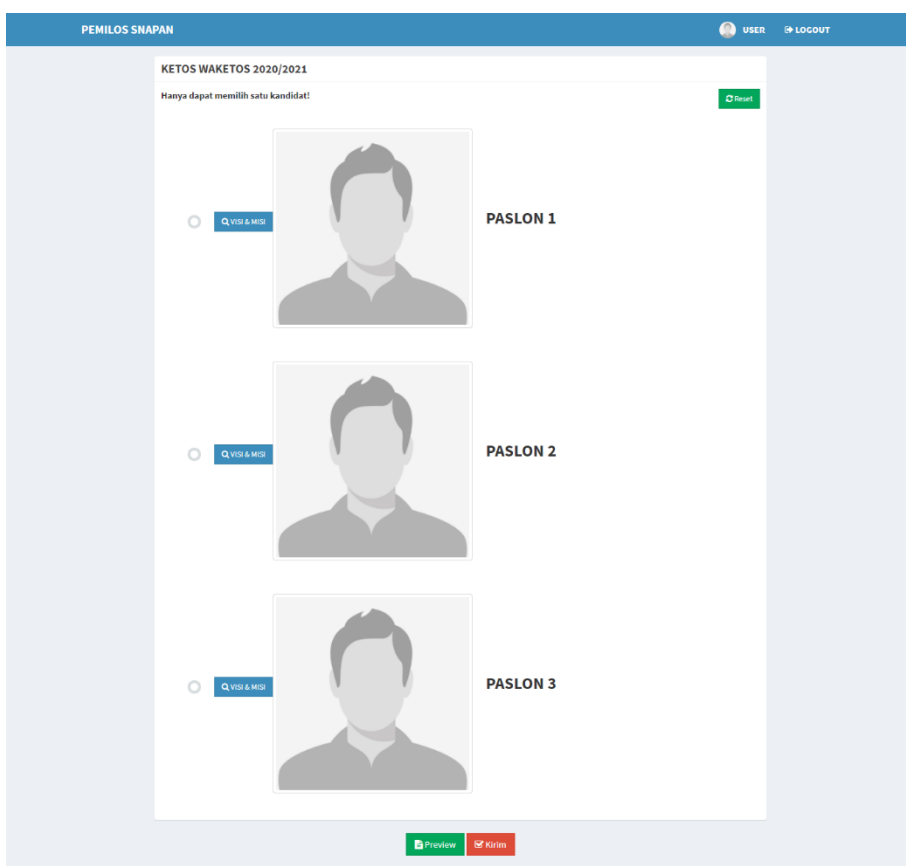 PEMILOS SNAPAN
USER
LOGOUT
KETOS WAKETOS 2020/2021
Hanya dapat memilih satu kandidat!
Reset
VISI & MISI
PASLON 1
VISI & MISI
PASLON 2
VISI & MISI
PASLON 3
Preview
Kirim